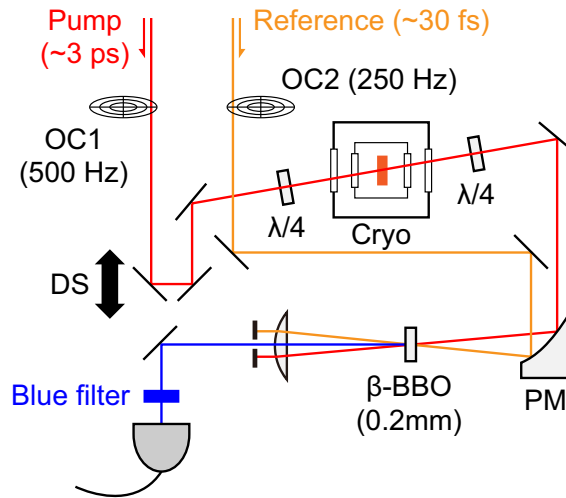 Pump
(~3 ps)
Reference (~30 fs)
OC1
(500 Hz)
OC2 (250 Hz)
λ/4
λ/4
Cryo
DS
Blue filter
β-BBO
(0.2mm)
PM